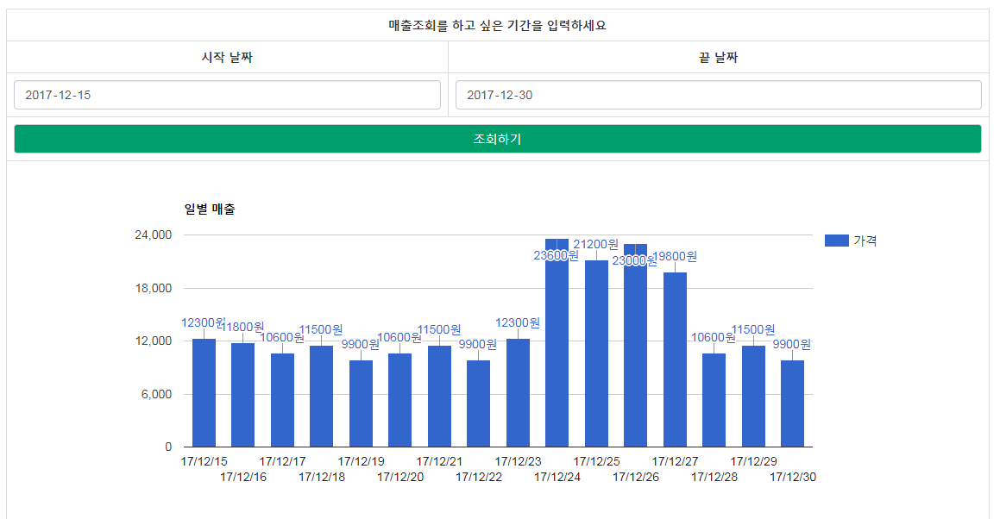 매출조회를 하고 싶은 기간을 입력하세요
시작 날짜 끝 날짜
2017-12-15 2017-12-30
조회하기
일별 매출
가격
24,000
18,000
12,000
6,000
0
12300원
11800원
10600원
11500원
9900원
10600원
11500원
9900원
12300원
23600원
21200원
23000원
19800원
10600원
11500원
9900원
17/12/15 17/12/17 17/12/19 17/12/21 17/12/23 17/12/25 17/12/27 17/12/29
17/12/16 17/12/18 17/12/20 17/12/22 17/12/24 17/12/26 17/12/28 17/12/30